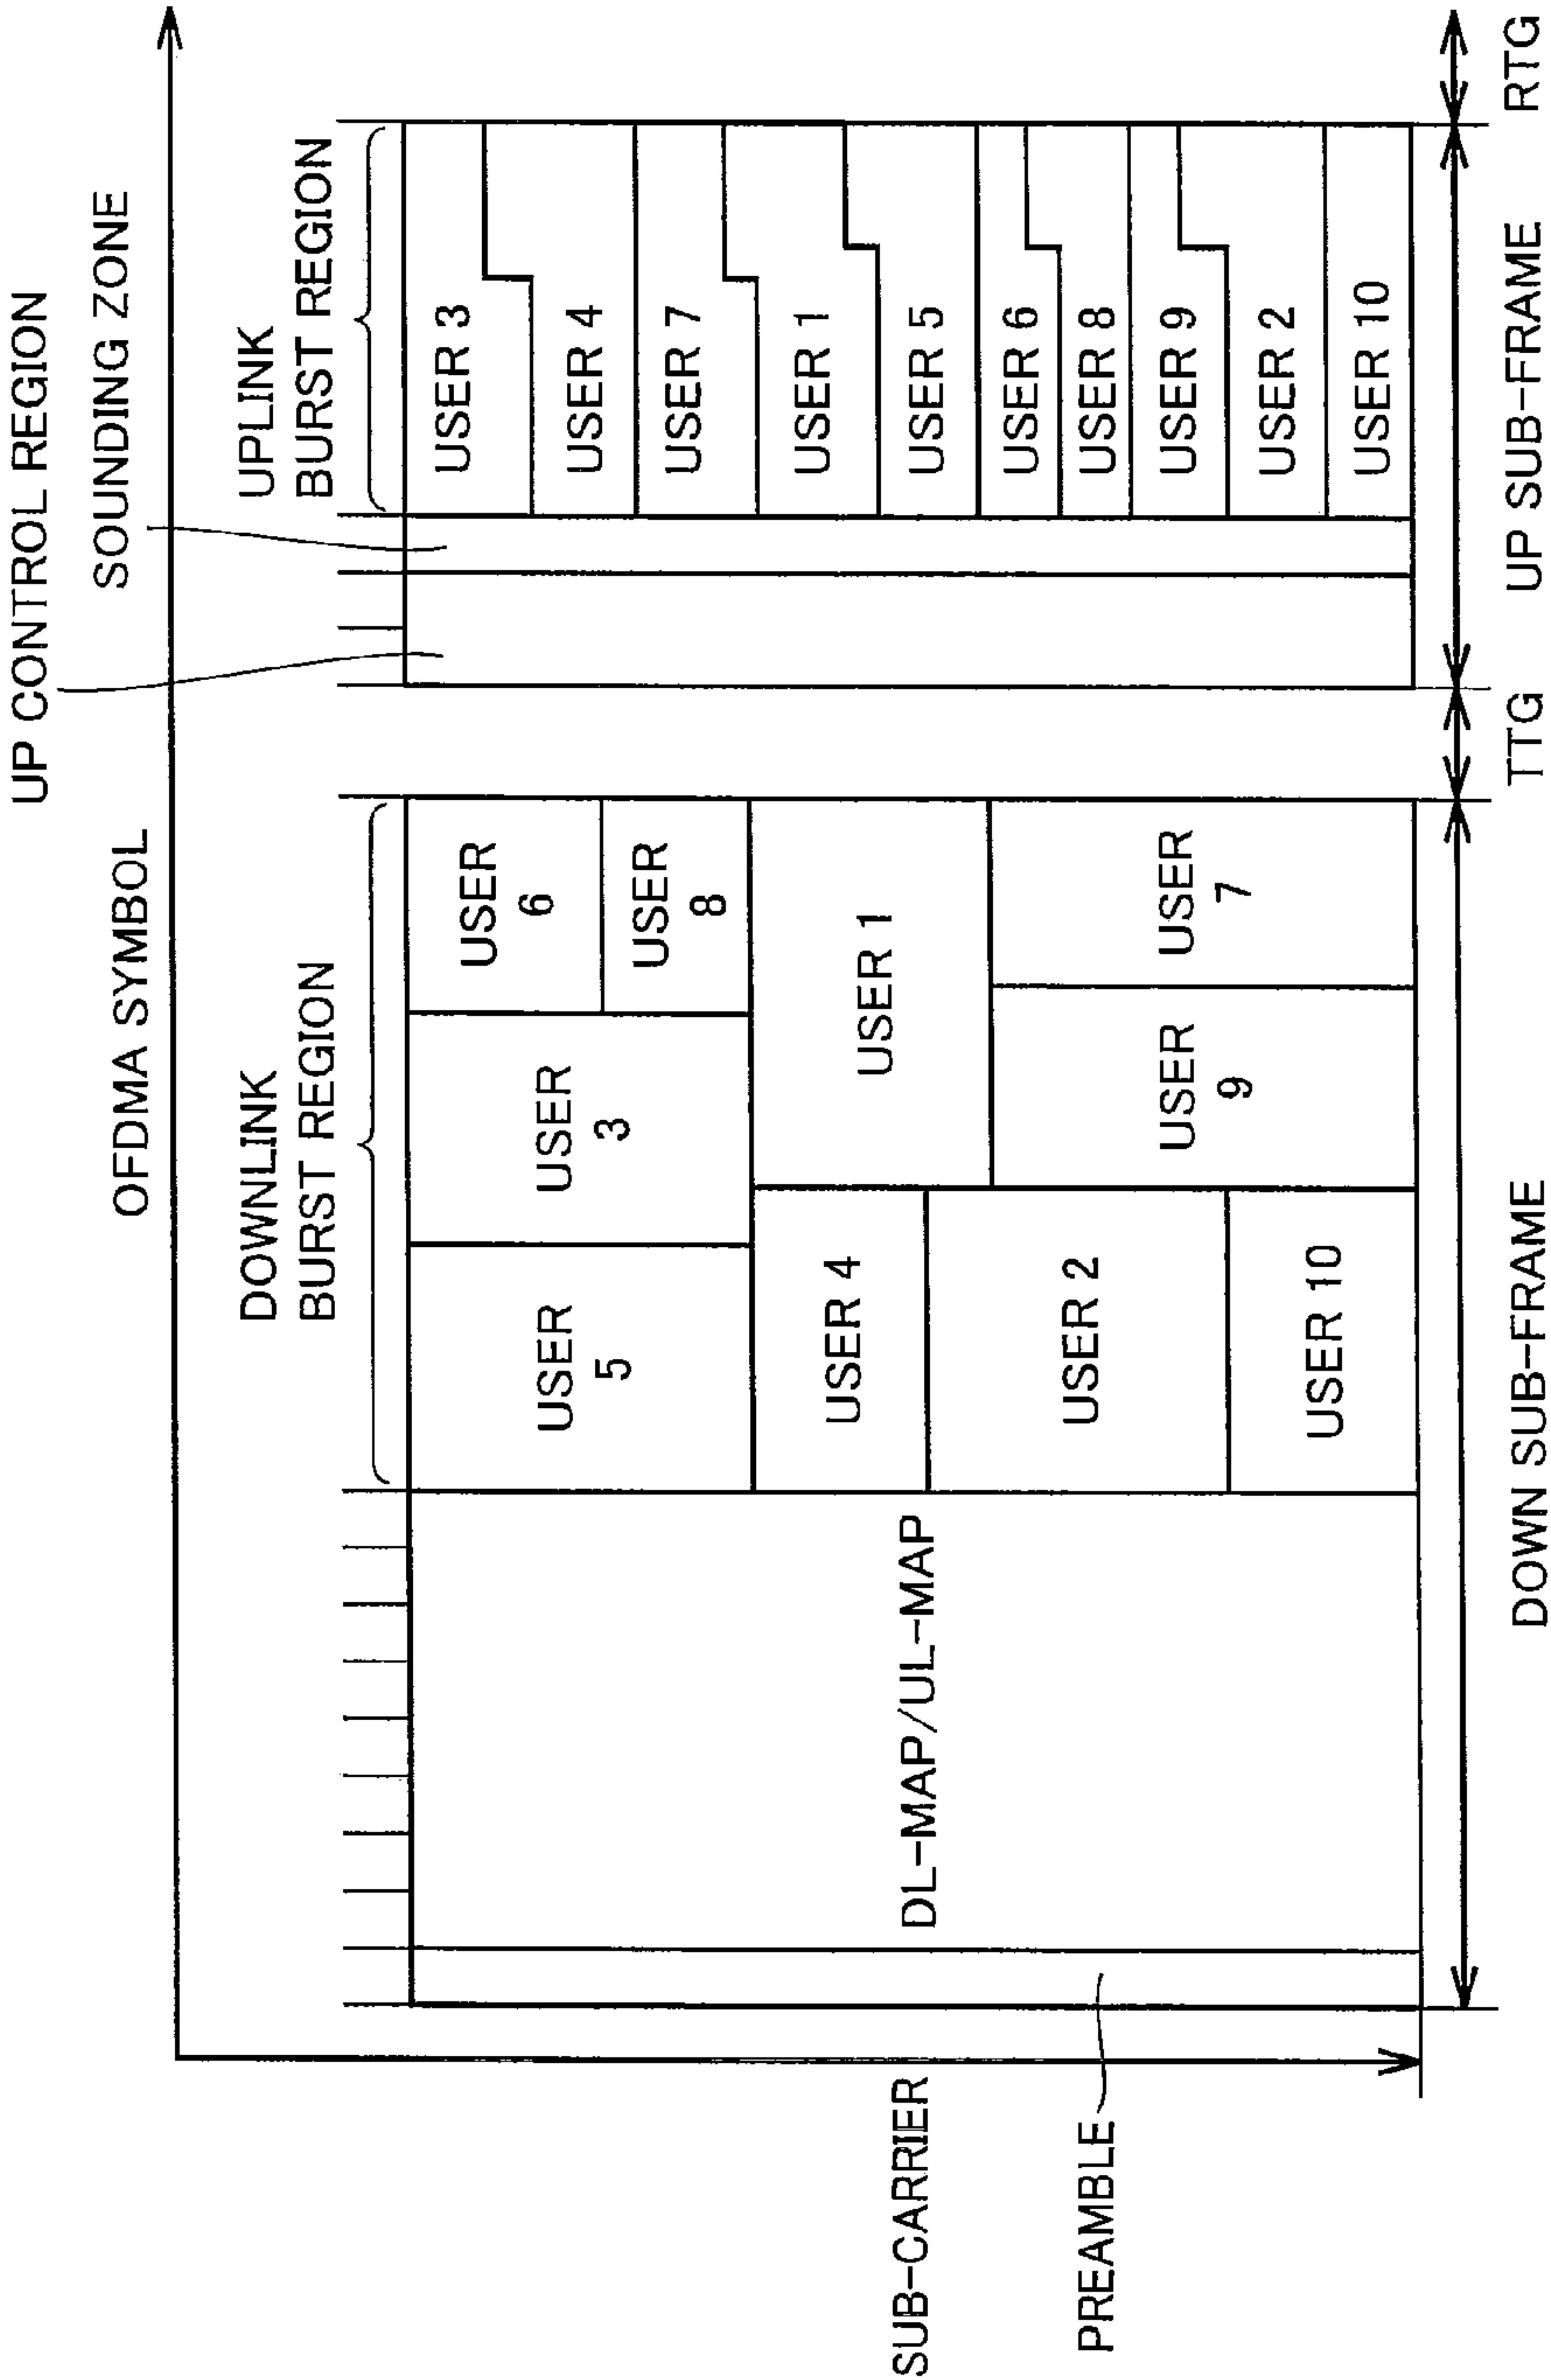 UP CONTROL REGION
SOUNDING ZONE
OFDMA SYMBOL
DOWNLINK
BURST REGION
UPLINK
BURST REGION
SUB-CARRIER
PREAMBLE
DL-MAP/UL-MAP
USER
5
USER
3
USER
6
USER
8
USER 4
USER 1
USER 2
USER
9
USER
7
USER 10
USER 3
USER 4
USER 7
USER 1
USER 5
USER 6
USER 8
USER 9
USER 2
USER 10
DOWN SUB-FRAME
TTG
UP SUB-FRAME
RTG